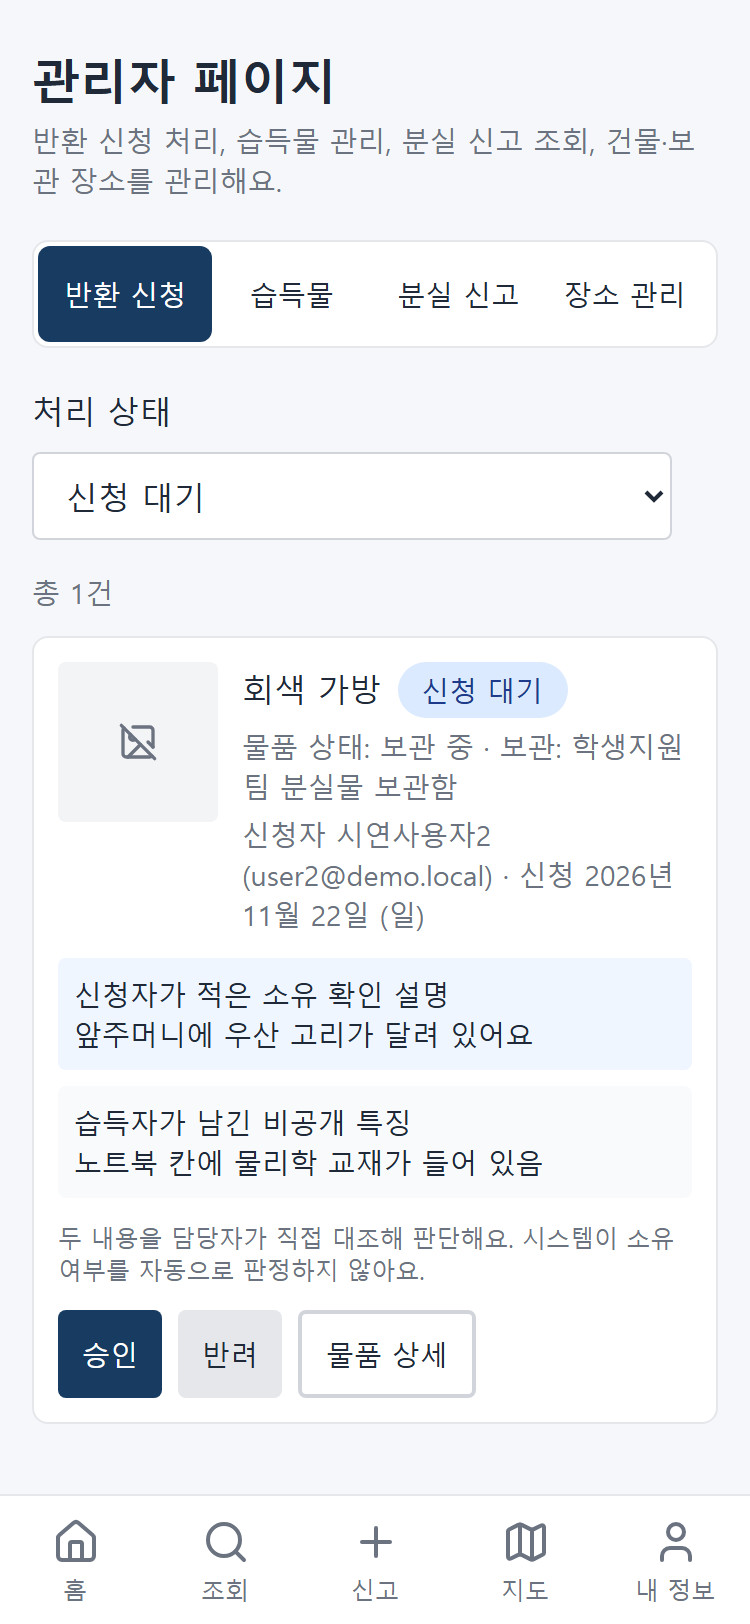 관리자 페이지
반환 신청 처리, 습득물 관리, 분실 신고 조회, 건물·보
관 장소를 관리해요.
반환 신청
습득물
분실 신고
장소 관리
처리 상태
신청 대기
총 1건
회색 가방
신청 대기
물품 상태: 보관 중 · 보관: 학생지원
팀 분실물 보관함
신청자 시연사용자2
(user2@demo.local) · 신청 2026년
11월 22일 (일)
신청자가 적은 소유 확인 설명
앞주머니에 우산 고리가 달려 있어요
습득자가 남긴 비공개 특징
노트북 칸에 물리학 교재가 들어 있음
두 내용을 담당자가 직접 대조해 판단해요. 시스템이 소유
여부를 자동으로 판정하지 않아요.
승인
반려
물품 상세
홈
조회
신고
지도
내 정보